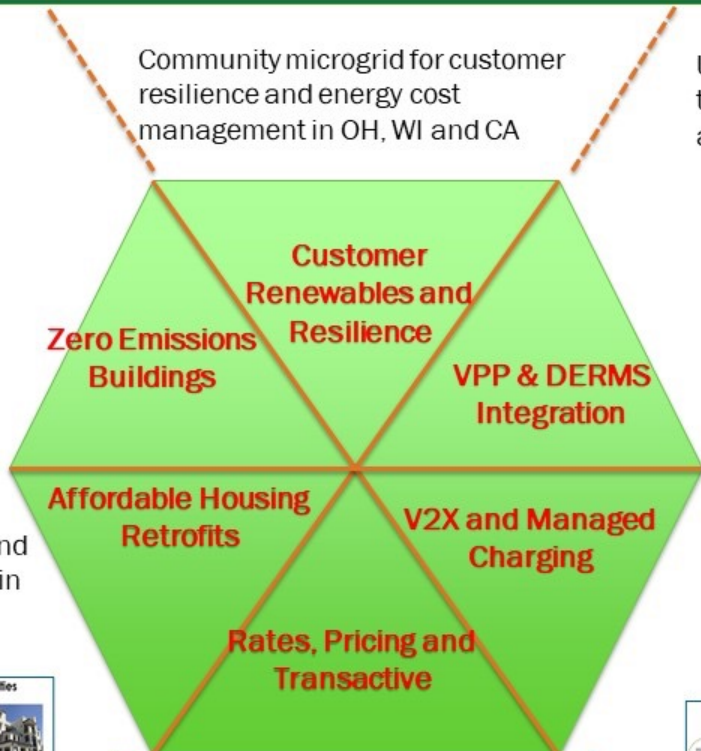 Community microgrid for customer
resilience and energy cost
management in OH, WI and CA
Customer
Renewables and
Resilience
Zero Emissions
Buildings
VPP & DERMS
Integration
Affordable Housing
Retrofits
V2X and Managed
Charging
in
Rates, Pricing and
Transactive